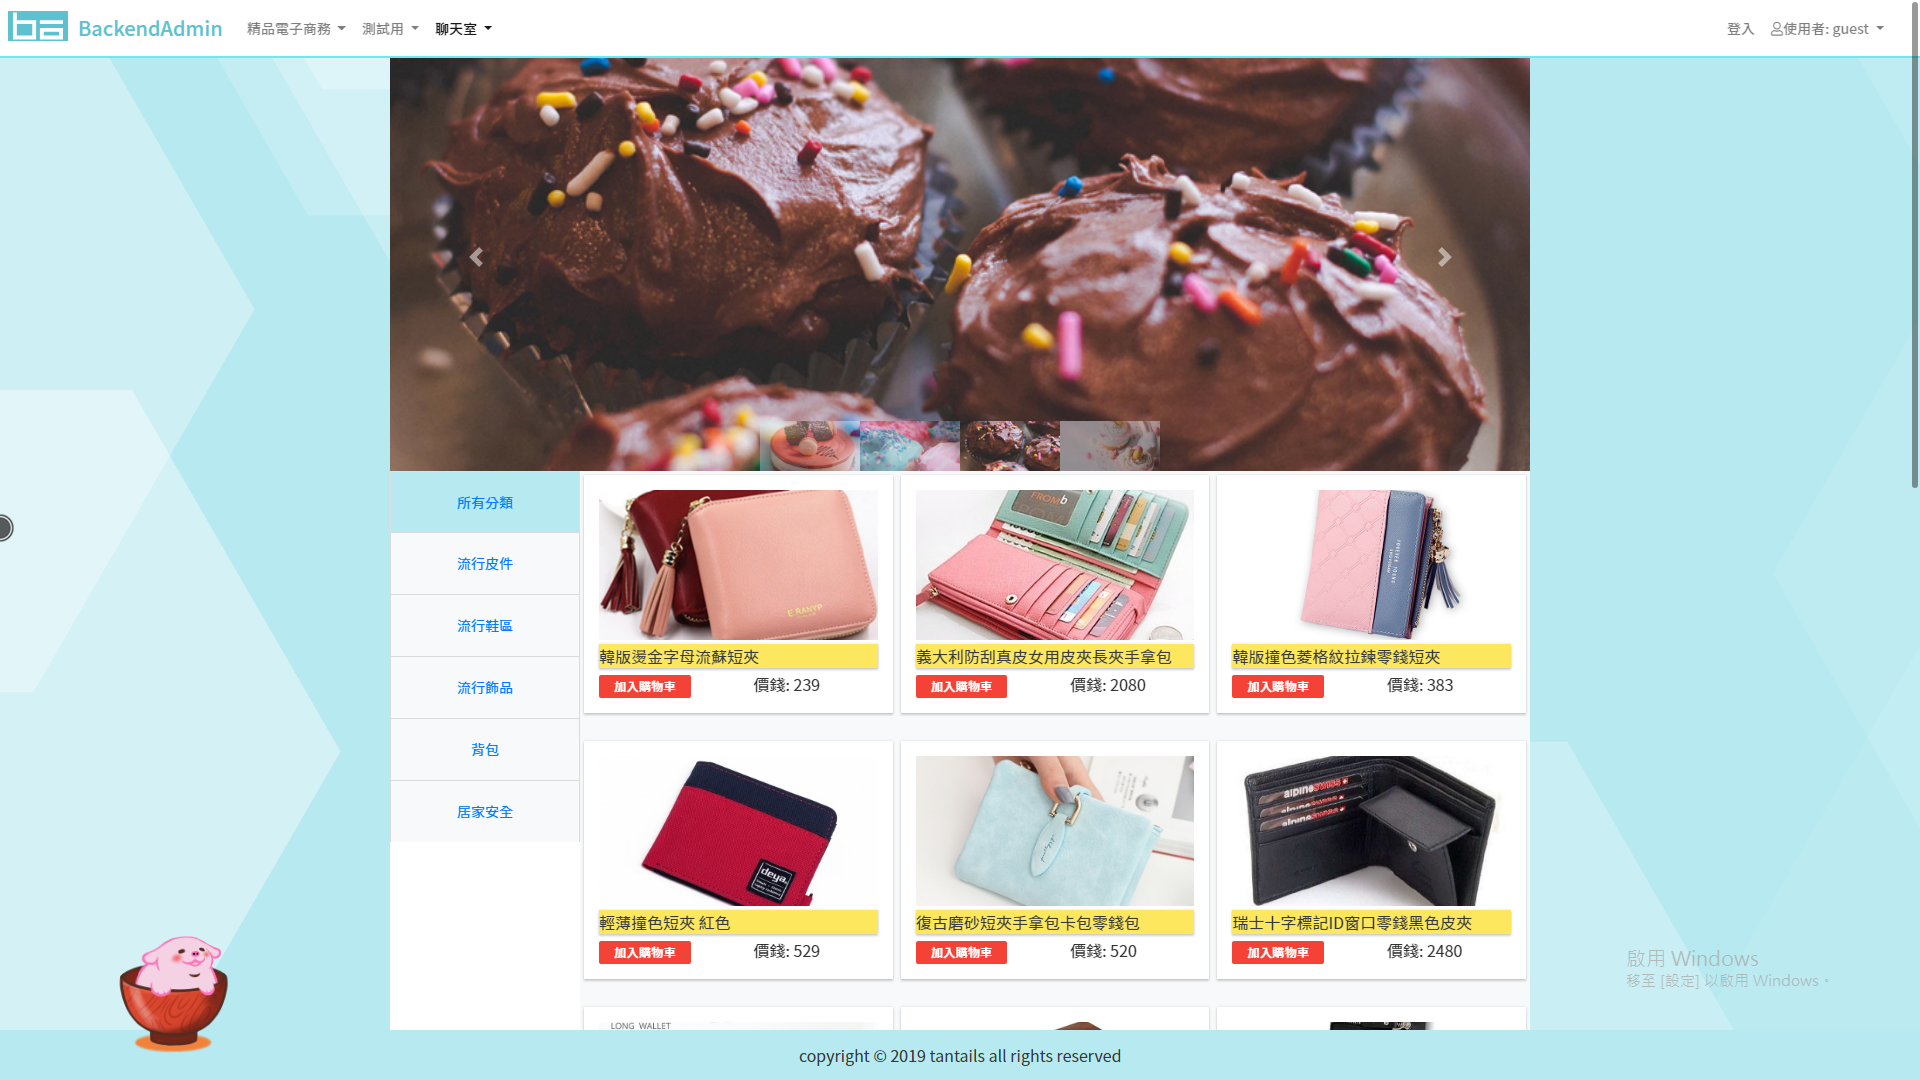 BackendAdmin
精品電子商務
測試用
聊天室
登入
使用者: guest
所有分類
流行皮件
流行鞋區
流行飾品
背包
居家安全
E·RANYP
韓版燙金字母流蘇短夾
加入購物車
價錢: 239
FROMb
義大利防刮真皮女用皮夾長夾手拿包
加入購物車
價錢: 2080
韓版撞色菱格紋拉鍊零錢短夾
加入購物車
價錢: 383
deya.
輕薄撞色短夾 紅色
加入購物車
價錢: 529
復古磨砂短夾手拿包卡包零錢包
加入購物車
價錢: 520
alpineswiss
alpineswiss
alpineswiss
瑞士十字標記ID窗口零錢黑色皮夾
加入購物車
價錢: 2480
LONG WALLET
啟用 Windows
移至 [設定] 以啟用 Windows。
copyright © 2019 tantails all rights reserved